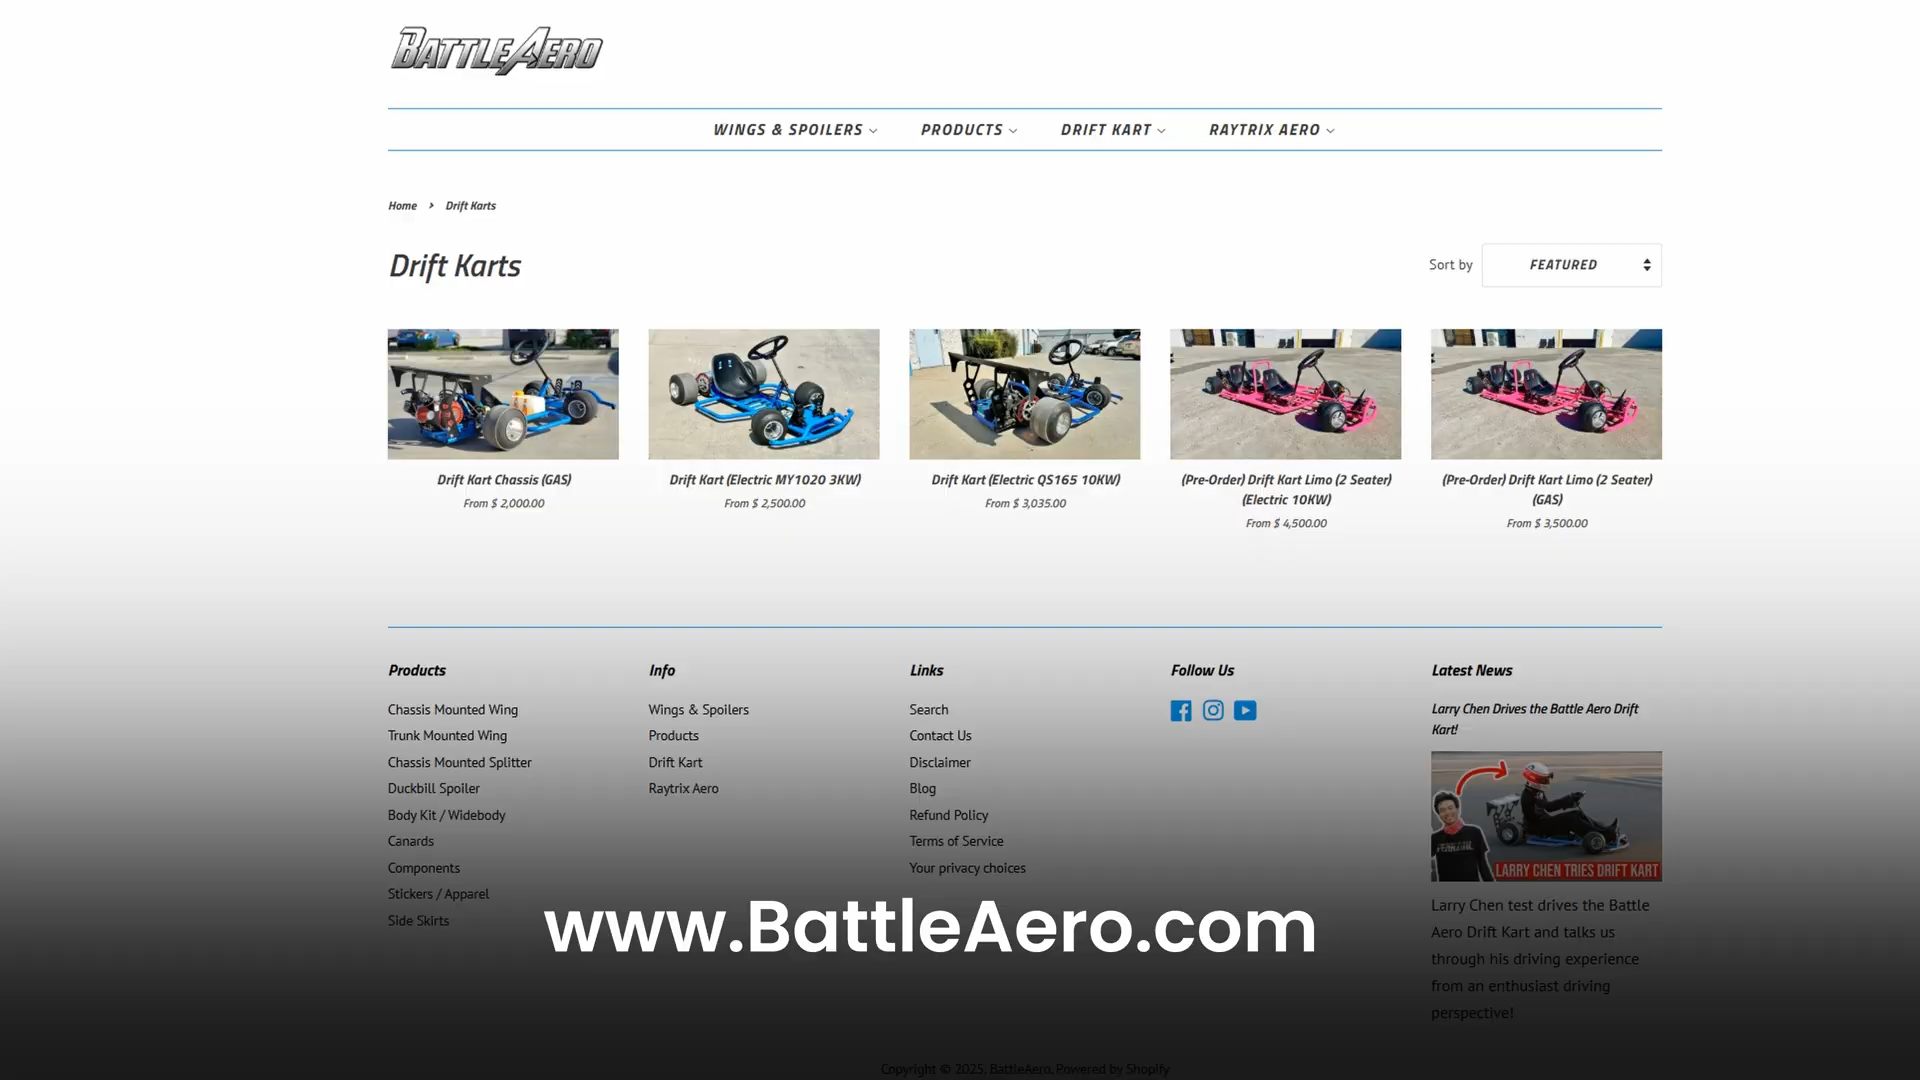 BATTLEAERO
WINGS & SPOILERS
PRODUCTS
DRIFT KART
RAYTRIX AERO
Home › Drift Karts
Drift Karts
Sort by
FEATURED
Drift Kart Chassis (GAS)
From $ 2,000.00
Drift Kart (Electric MY1020 3KW)
From $ 2,500.00
Drift Kart (Electric QS165 10KW)
From $ 3,035.00
(Pre-Order) Drift Kart Limo (2 Seater)
(Electric 10KW)
From $ 4,500.00
(Pre-Order) Drift Kart Limo (2 Seater)
(GAS)
From $ 3,500.00
Products
Chassis Mounted Wing
Trunk Mounted Wing
Chassis Mounted Splitter
Duckbill Spoiler
Body Kit / Widebody
Canards
Components
Stickers / Apparel
Side Skirts
Info
Wings & Spoilers
Products
Drift Kart
Raytrix Aero
Links
Search
Contact Us
Disclaimer
Blog
Refund Policy
Terms of Service
Your privacy choices
Follow Us
Latest News
Larry Chen Drives the Battle Aero Drift
Kart!
LARRY CHEN TRIES DRIFT KART
Larry Chen test drives the Battle
Aero Drift Kart and talks us
through his driving experience
from an enthusiast driving
perspective!
www.BattleAero.com
Copyright © 2025, BattleAero. Powered by Shopify